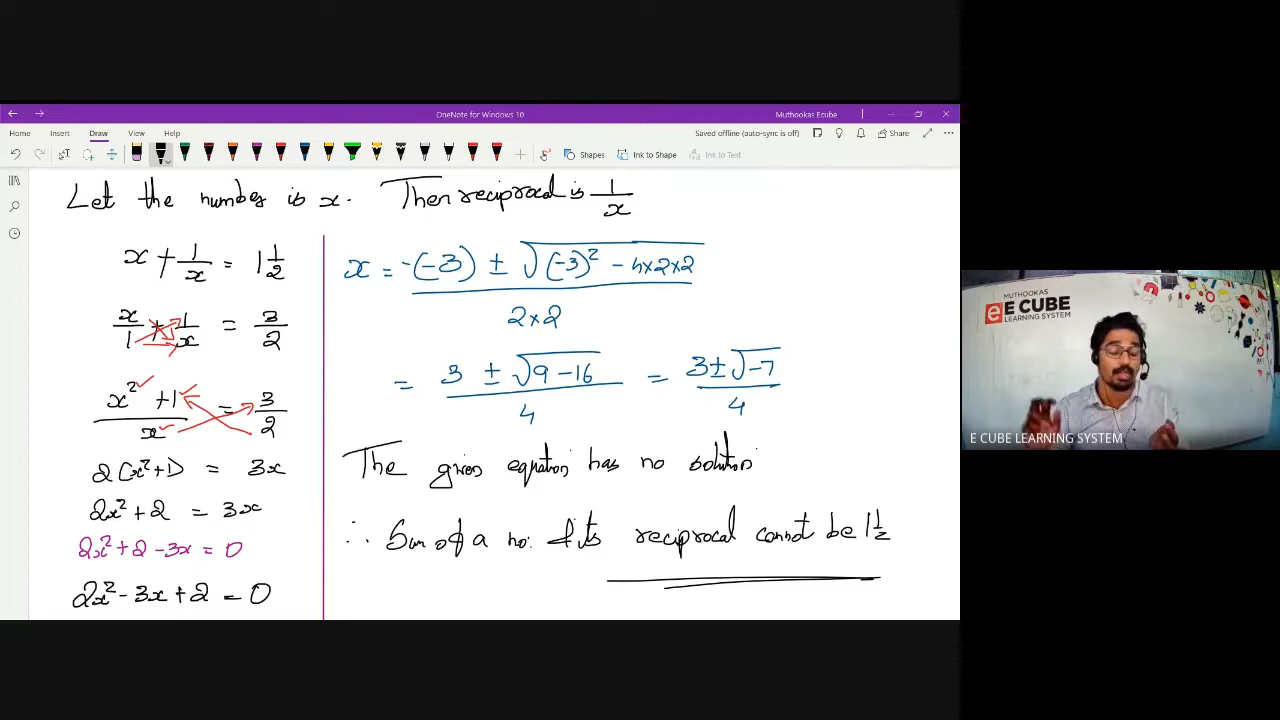 OneNote for Windows 10
Muthookas Ecube
Home Insert Draw View Help
Saved offline (auto-sync is off)
Share
Shapes
Ink to Shape
Ink to Text
Let the number is x. Then reciprocal is 1/x
x + 1/x = 1 1/2
x/1 + 1/x = 3/2
x² + 1 / x = 3/2
2(x²+1) = 3x
2x² + 2 = 3x
2x² + 2 - 3x = 0
2x² - 3x + 2 = 0
x = -(-3) ± √(-3)² - 4×2×2 / 2×2
= 3 ± √9 - 16 / 4 = 3 ± √-7 / 4
The given equation has no solution
∴ Sum of a no. & its reciprocal cannot be 1 1/2
MUTHOOKAS
e E CUBE
LEARNING SYSTEM
E CUBE LEARNING SYSTEM